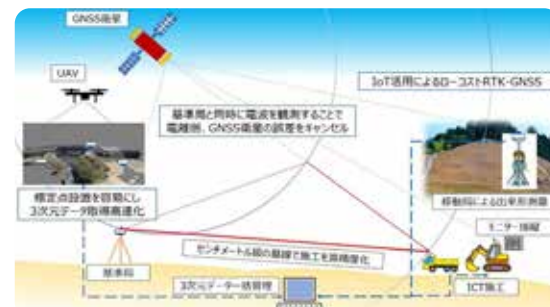 GNSS衛星
UAV
IoT活用によるローコストRTK-GNSS
基準局と同時に電波を観測することで
電離圏、GNSS衛星の誤差をキャンセル
標定点設置を容易にし
3次元データ取得高速化
移動局による出来形測量
モニター搭載
センチメートル級の基線で施工を高精度化
基準局
3次元データ一括管理
ICT施工